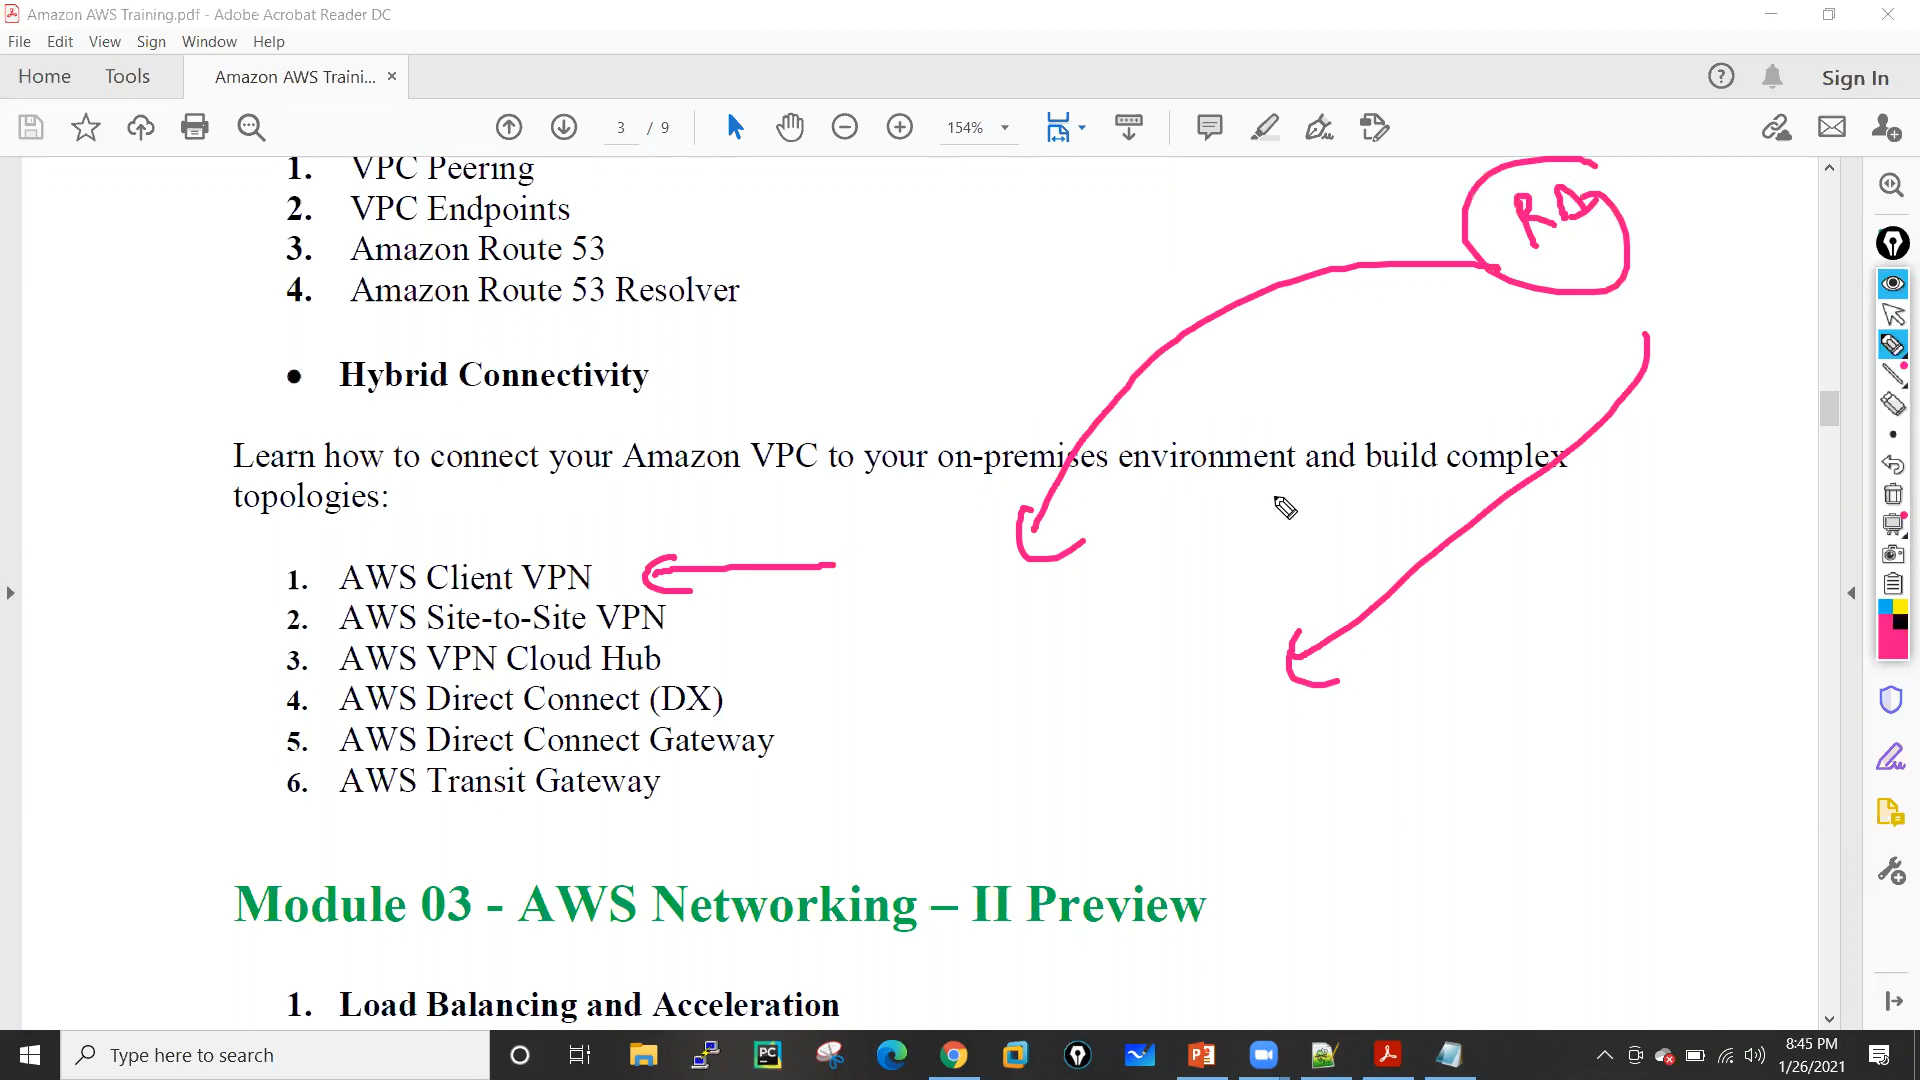 Amazon AWS Training.pdf - Adobe Acrobat Reader DC
File Edit View Sign Window Help
Home Tools Amazon AWS Traini... × Sign In
3 / 9 154%
1. VPC Peering
2. VPC Endpoints
3. Amazon Route 53
4. Amazon Route 53 Resolver
RD
• Hybrid Connectivity
Learn how to connect your Amazon VPC to your on-premises environment and build complex
topologies:
1. AWS Client VPN
2. AWS Site-to-Site VPN
3. AWS VPN Cloud Hub
4. AWS Direct Connect (DX)
5. AWS Direct Connect Gateway
6. AWS Transit Gateway
Module 03 - AWS Networking – II Preview
1. Load Balancing and Acceleration
Type here to search
8:45 PM
1/26/2021